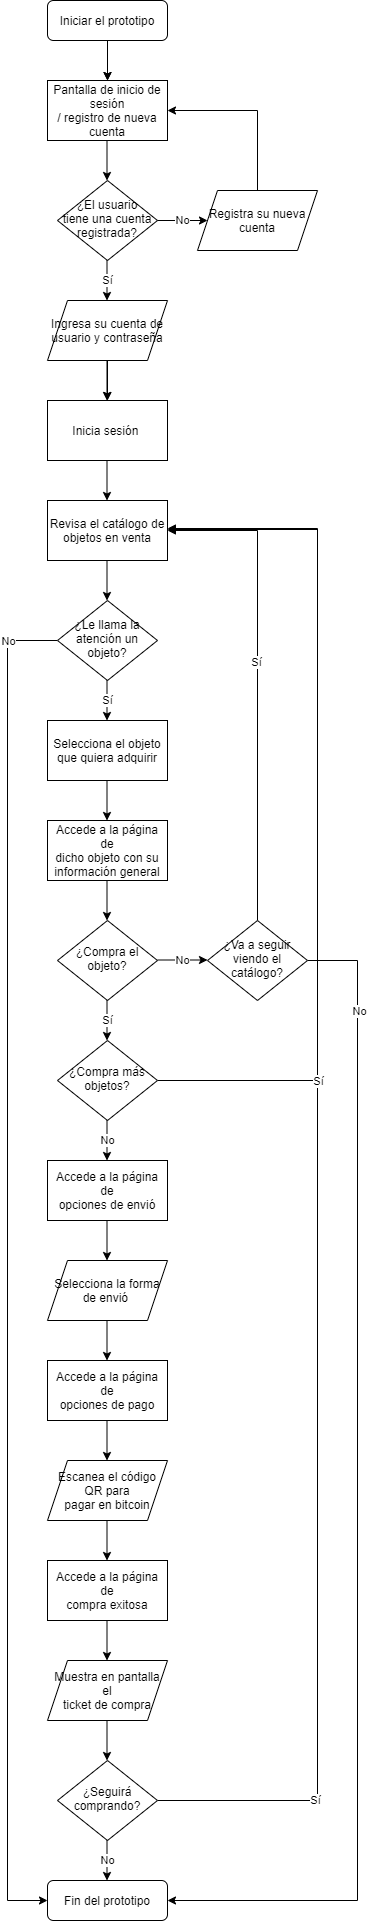 Iniciar el prototipo
Pantalla de inicio de
sesión
/ registro de nueva
cuenta
¿El usuario
tiene una cuenta
registrada?
No
Registra su nueva
cuenta
Sí
Ingresa su cuenta de
usuario y contraseña
Inicia sesión
Revisa el catálogo de
objetos en venta
¿Le llama la
atención un
objeto?
No
Sí
Sí
Selecciona el objeto
que quiera adquirir
Accede a la página
de
dicho objeto con su
información general
¿Compra el
objeto?
No
¿Va a seguir
viendo el
catálogo?
No
Sí
¿Compra más
objetos?
Sí
No
Accede a la página
de
opciones de envió
Selecciona la forma
de envió
Accede a la página
de
opciones de pago
Escanea el código
QR para
pagar en bitcoin
Accede a la página
de
compra exitosa
Muestra en pantalla
el
ticket de compra
¿Seguirá
comprando?
Sí
No
Fin del prototipo